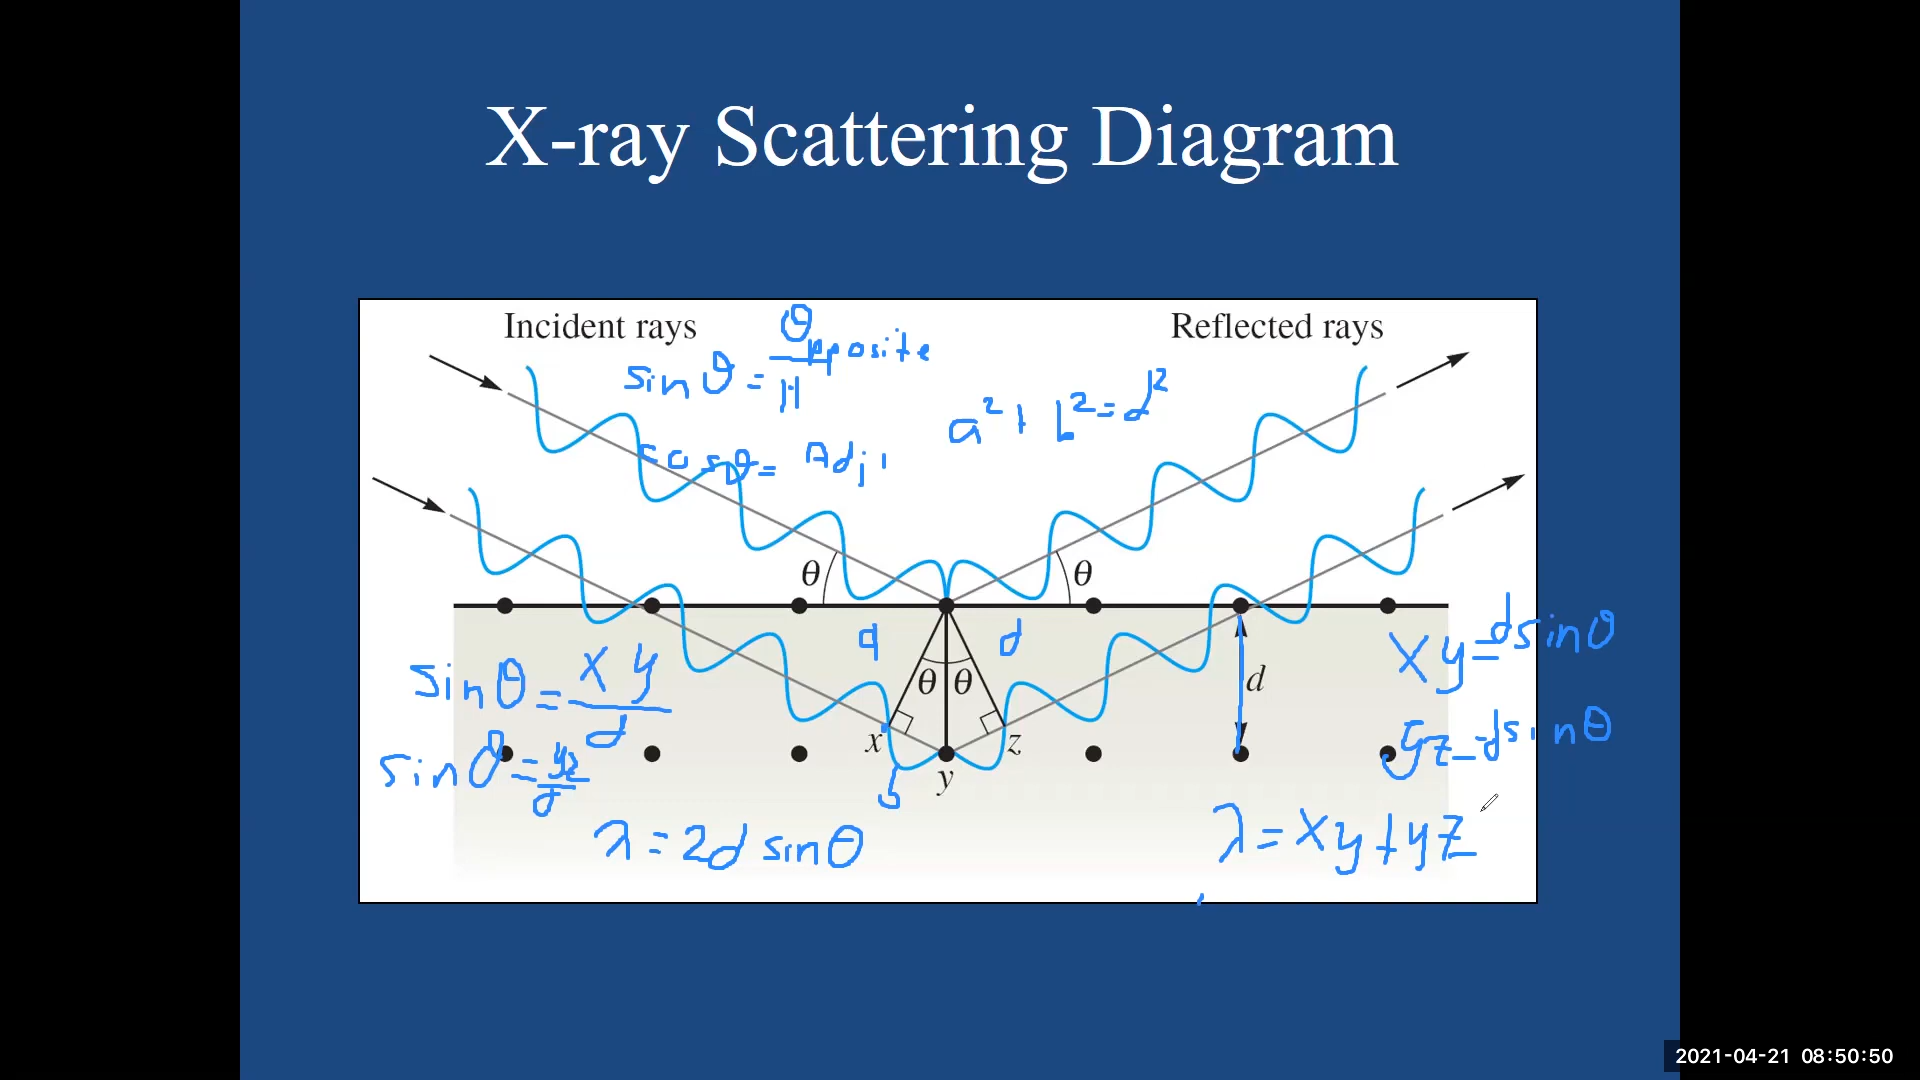 X-ray Scattering Diagram
Incident rays
Reflected rays
sin θ = Opposite
H
a² + b² = d²
cos θ = Adj
θ
θ
a
d
xy = d sin θ
sin θ = xy
d
θ θ
d
yz = d sin θ
x
z
sin θ = yz
d
y
b
λ = 2d sin θ
λ = xy + yz
2021-04-21 08:50:50